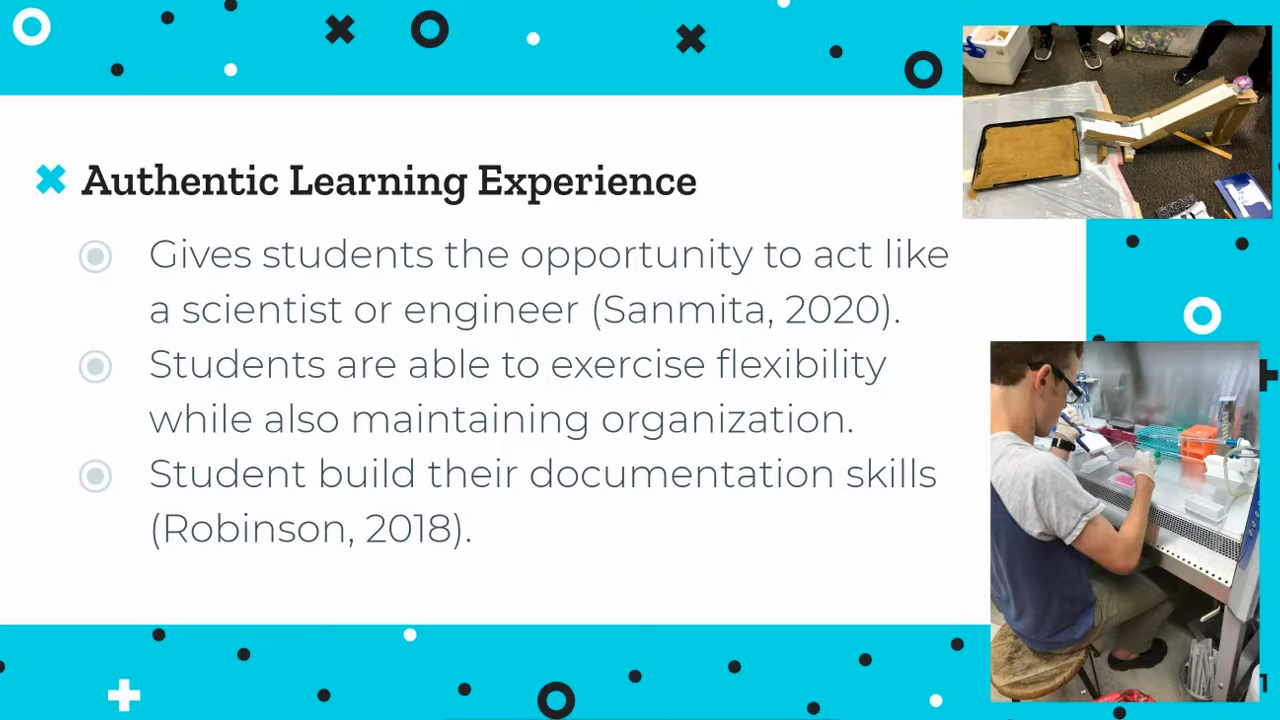 Authentic Learning Experience
Gives students the opportunity to act like
a scientist or engineer (Sanmita, 2020).
Students are able to exercise flexibility
while also maintaining organization.
Student build their documentation skills
(Robinson, 2018).